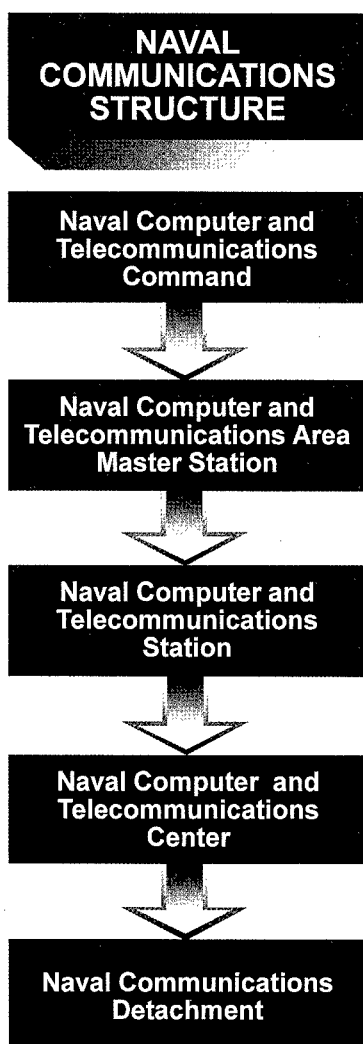 NAVAL
COMMUNICATIONS
STRUCTURE
Naval Computer and
Telecommunications
Command
Naval Computer and
Telecommunications Area
Master Station
Naval Computer and
Telecommunications
Station
Naval Computer and
Telecommunications
Center
Naval Communications
Detachment